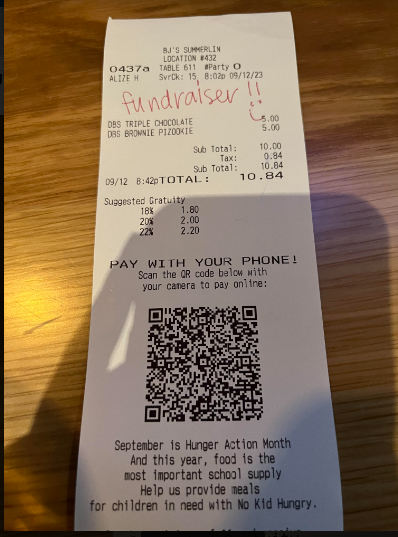 BJ'S SUMMERLIN
LOCATION #432
0437a TABLE 611 #Party 0
ALIZE H SvrCk: 15 8:02p 09/12/23
fundraiser !!
DBS TRIPLE CHOCOLATE 5.00
DBS BROWNIE PIZOOKIE 5.00
Sub Total: 10.00
Tax: 0.84
Sub Total: 10.84
09/12 8:42pTOTAL: 10.84
Suggested Gratuity
18% 1.80
20% 2.00
22% 2.20
PAY WITH YOUR PHONE!
Scan the QR code below with
your camera to pay online:
September is Hunger Action Month
And this year, food is the
most important school supply
Help us provide meals
for children in need with No Kid Hungry.